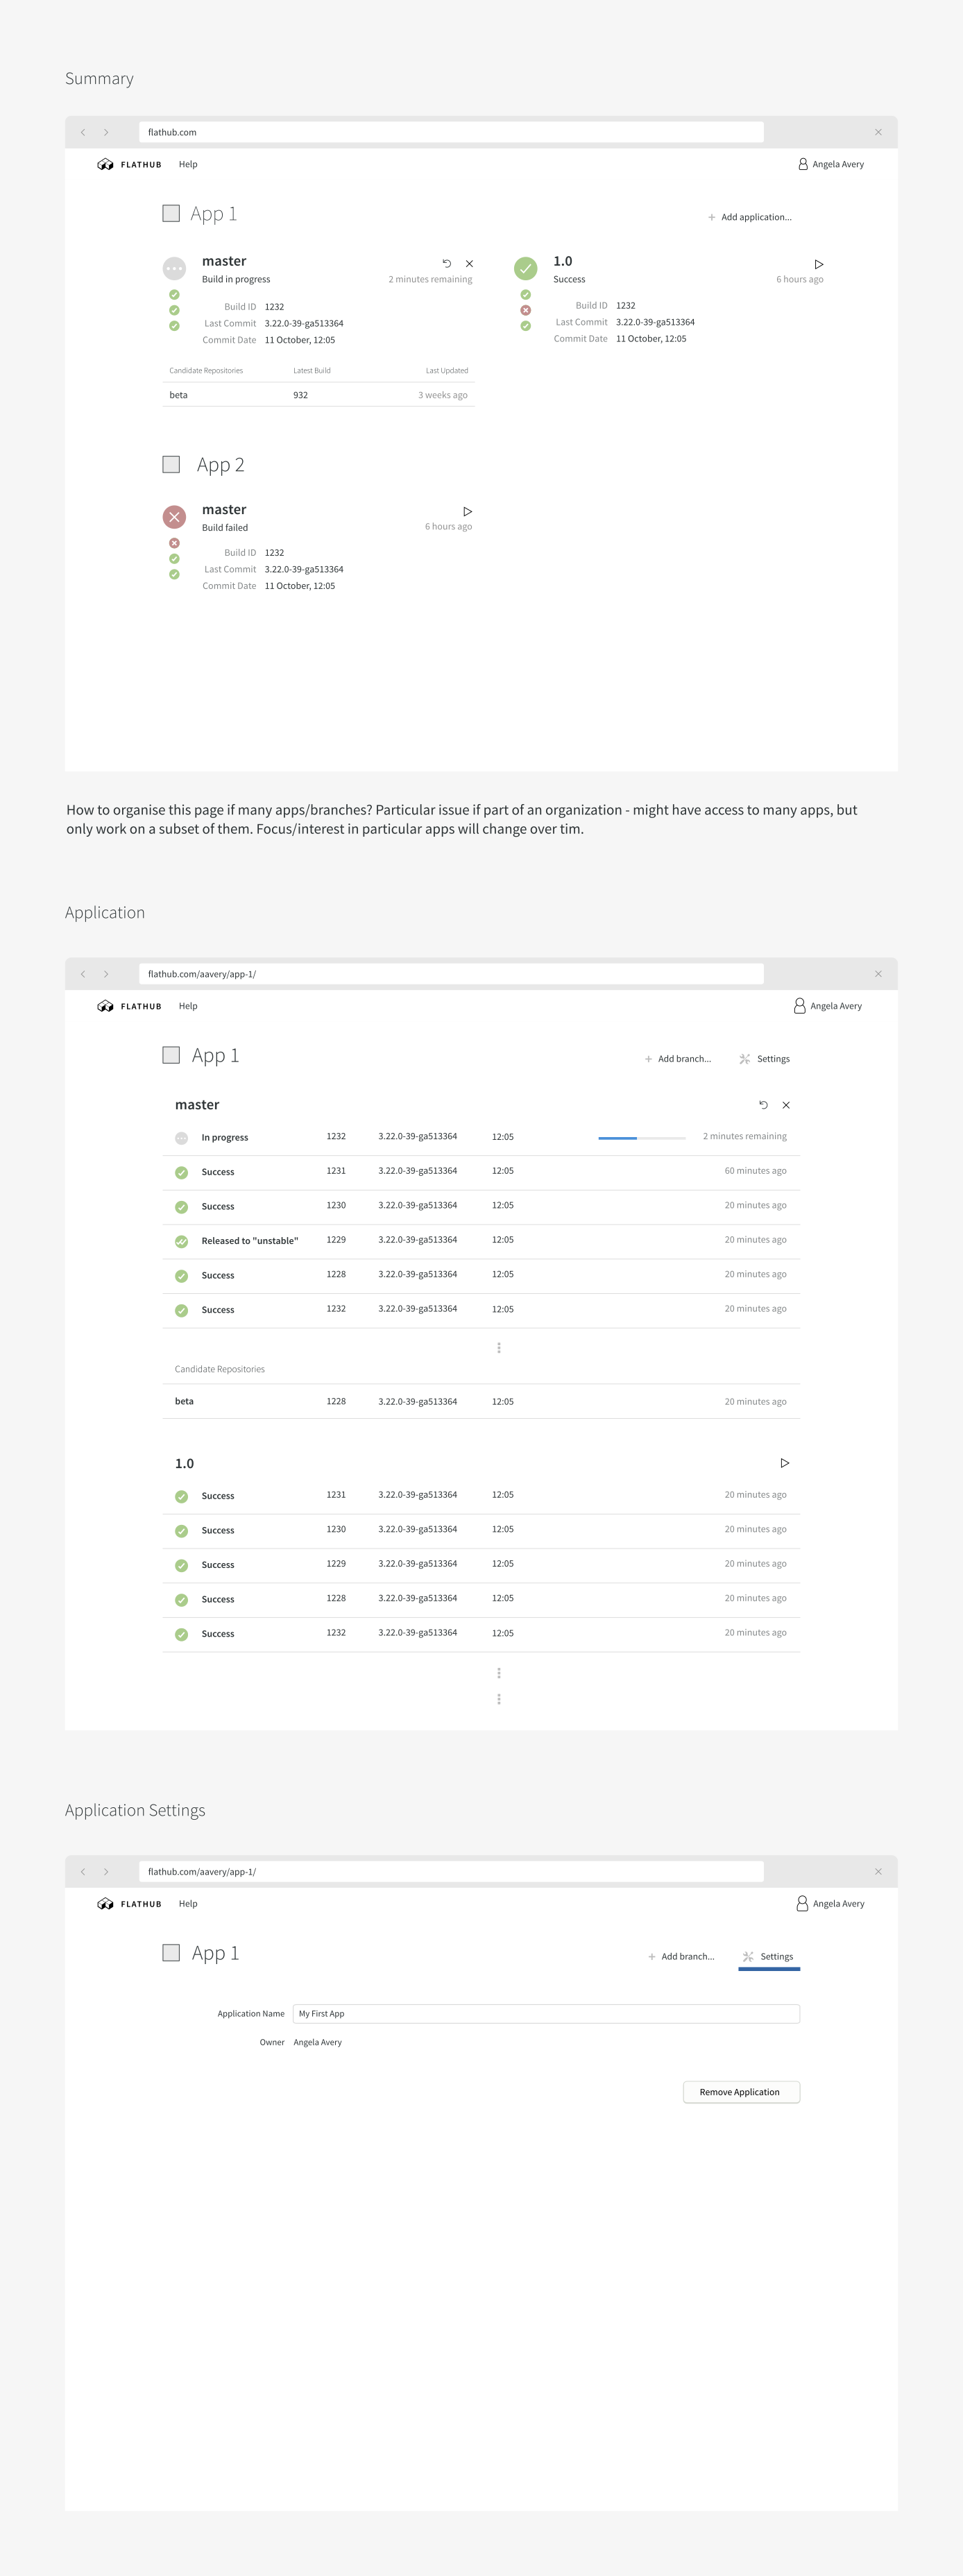 Summary
flathub.com
FLATHUB Help Angela Avery
App 1 + Add application...
master
Build in progress 2 minutes remaining
Build ID 1232
Last Commit 3.22.0-39-ga513364
Commit Date 11 October, 12:05
Candidate Repositories Latest Build Last Updated
beta 932 3 weeks ago
1.0
Success 6 hours ago
Build ID 1232
Last Commit 3.22.0-39-ga513364
Commit Date 11 October, 12:05
App 2
master
Build failed 6 hours ago
Build ID 1232
Last Commit 3.22.0-39-ga513364
Commit Date 11 October, 12:05
How to organise this page if many apps/branches? Particular issue if part of an organization - might have access to many apps, but
only work on a subset of them. Focus/interest in particular apps will change over tim.
Application
flathub.com/aavery/app-1/
FLATHUB Help Angela Avery
App 1 + Add branch... Settings
master
In progress 1232 3.22.0-39-ga513364 12:05 2 minutes remaining
Success 1231 3.22.0-39-ga513364 12:05 60 minutes ago
Success 1230 3.22.0-39-ga513364 12:05 20 minutes ago
Released to "unstable" 1229 3.22.0-39-ga513364 12:05 20 minutes ago
Success 1228 3.22.0-39-ga513364 12:05 20 minutes ago
Success 1232 3.22.0-39-ga513364 12:05 20 minutes ago
Candidate Repositories
beta 1228 3.22.0-39-ga513364 12:05 20 minutes ago
1.0
Success 1231 3.22.0-39-ga513364 12:05 20 minutes ago
Success 1230 3.22.0-39-ga513364 12:05 20 minutes ago
Success 1229 3.22.0-39-ga513364 12:05 20 minutes ago
Success 1228 3.22.0-39-ga513364 12:05 20 minutes ago
Success 1232 3.22.0-39-ga513364 12:05 20 minutes ago
Application Settings
flathub.com/aavery/app-1/
FLATHUB Help Angela Avery
App 1 + Add branch... Settings
Application Name My First App
Owner Angela Avery
Remove Application